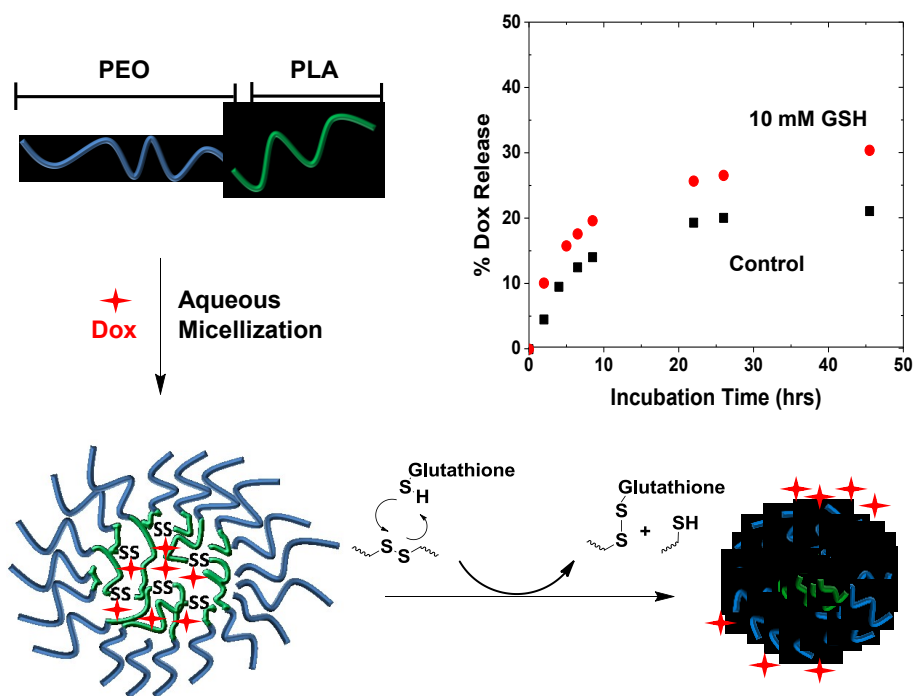 PEO
PLA
Dox
Aqueous
Micellization
% Dox Release
50
40
30
20
10
0
10 mM GSH
Control
0
10
20
30
40
50
Incubation Time (hrs)
SS
SS
SS
SS
SS
SS
SS
Glutathione
S
H
S
S
Glutathione
S
S
+
SH